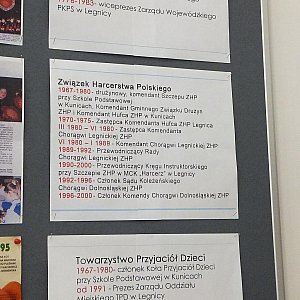 1978-1983- wiceprezes Zarządu Wojewódzkiego
PKPS w Legnicy
Związek Harcerstwa Polskiego
1967-1980- drużynowy, komendant Szczepu ZHP
przy Szkole Podstawowej
w Kunicach, Komendant Gminnego Związku Drużyn
ZHP i Komendant Hufca ZHP w Kunicach
1970-1975- Zastępca Komendanta Hufca ZHP Legnica
III 1980 – VI 1980 - Zastępca Komendanta
Chorągwi Legnickiej ZHP
VI 1980 – I 1989 - Komendant Chorągwi Legnickiej ZHP
1989-1992- Przewodniczący Rady
Chorągwi Legnickiej ZHP
1990-2000- Przewodniczący Kręgu Instruktorskiego
przy Szczepie ZHP w MCK „Harcerz" w Legnicy
1992-1996- Członek Sądu Koleżeńskiego
Chorągwi Dolnośląskiej ZHP
1996-2000- Członek Komendy Chorągwi Dolnośląskiej ZHP
95
Towarzystwo Przyjaciół Dzieci
1967-1980- członek Koła Przyjaciół Dzieci
przy Szkole Podstawowej w Kunicach
od 1991 - Prezes Zarządu Oddziału
Miejskiego TPD w Legnicy